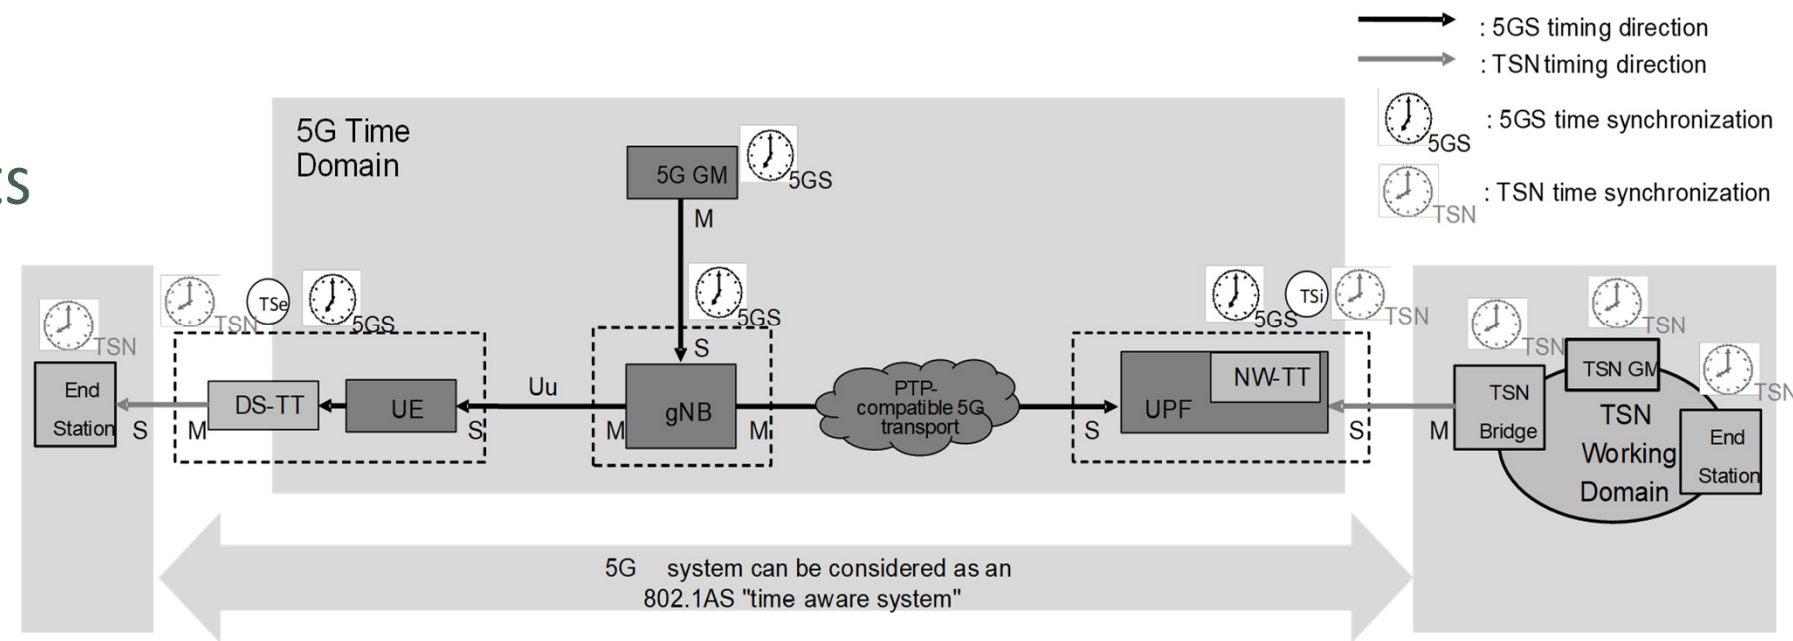 : 5GS timing direction
: TSN timing direction
: 5GS time synchronization
5GS
: TSN time synchronization
TSN
5G Time
Domain
5G GM
5GS
M
5GS
S
TSN
TSe
5GS
5GS
TSi
TSN
TSN
TSN
TSN
TSN
End
Station
S
M
DS-TT
UE
S
Uu
M
gNB
M
PTP-
compatible 5G
transport
S
UPF
NW-TT
S
M
TSN
Bridge
TSN GM
TSN
Working
Domain
End
Station
5G system can be considered as an
802.1AS "time aware system"